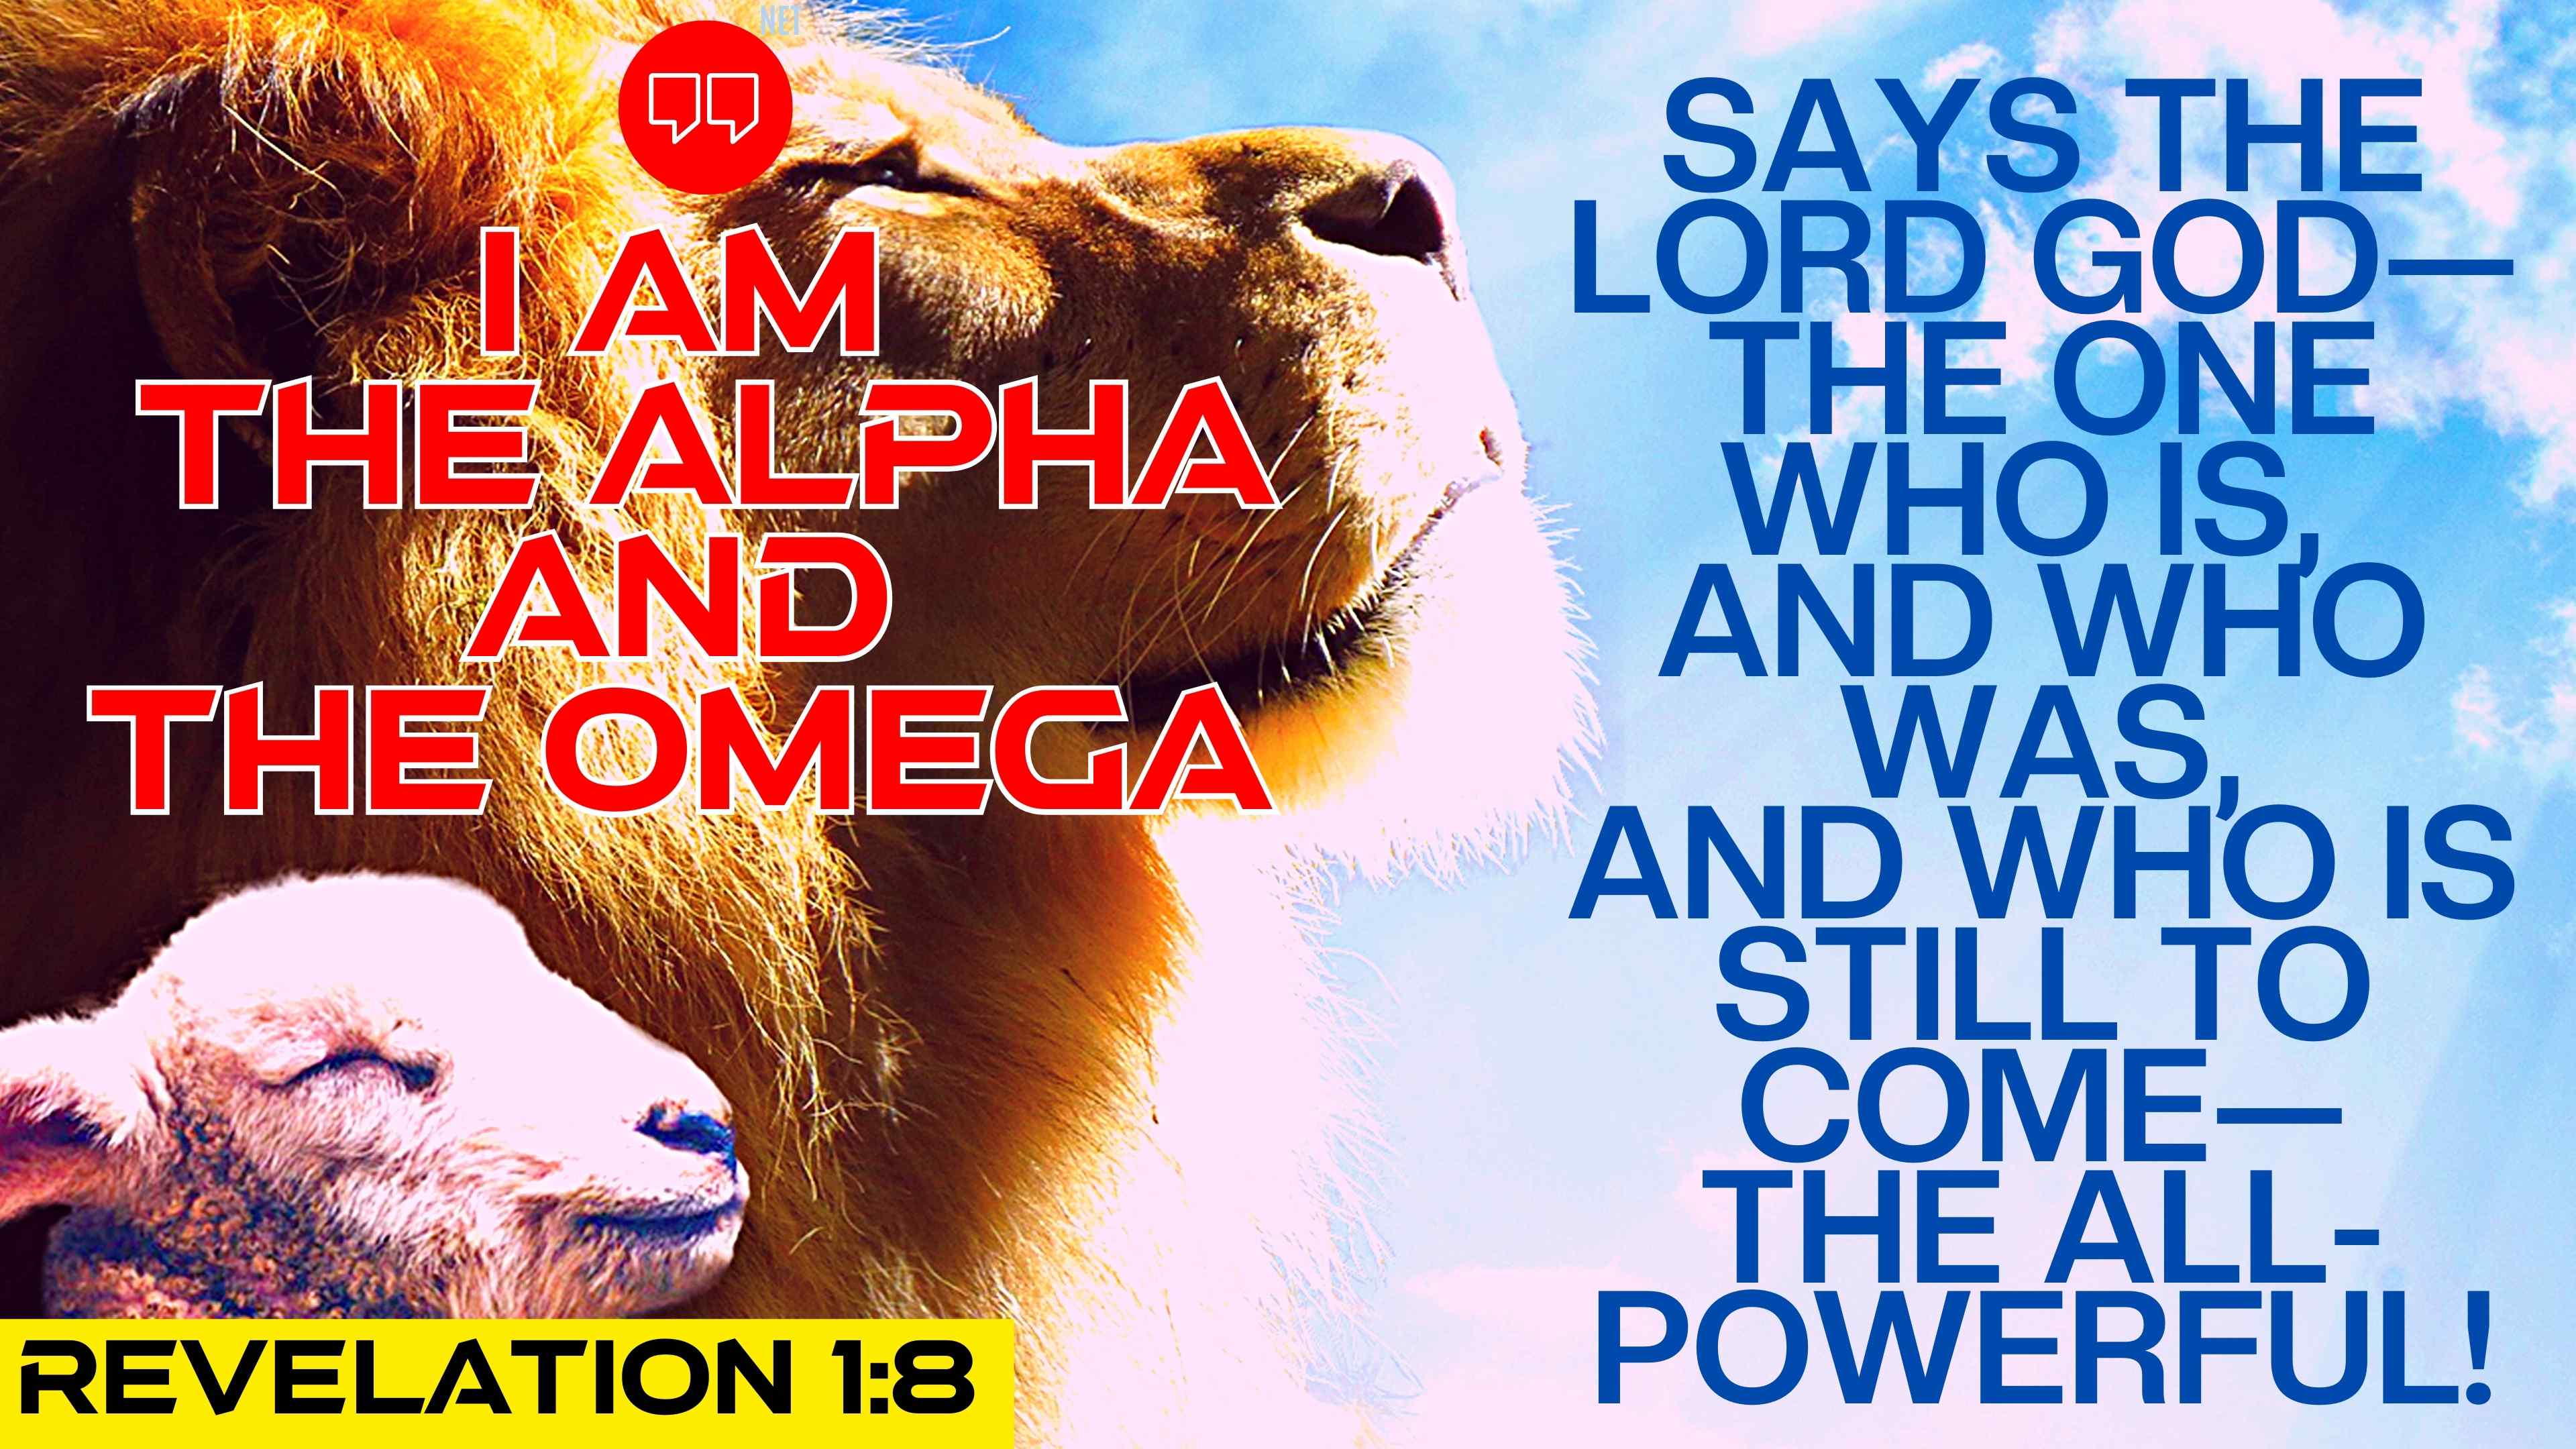 NET
I AM
THE ALPHA
AND
THE OMEGA
REVELATION 1:8
SAYS THE
LORD GOD—
THE ONE
WHO IS,
AND WHO
WAS,
AND WHO IS
STILL TO
COME—
THE ALL-
POWERFUL!